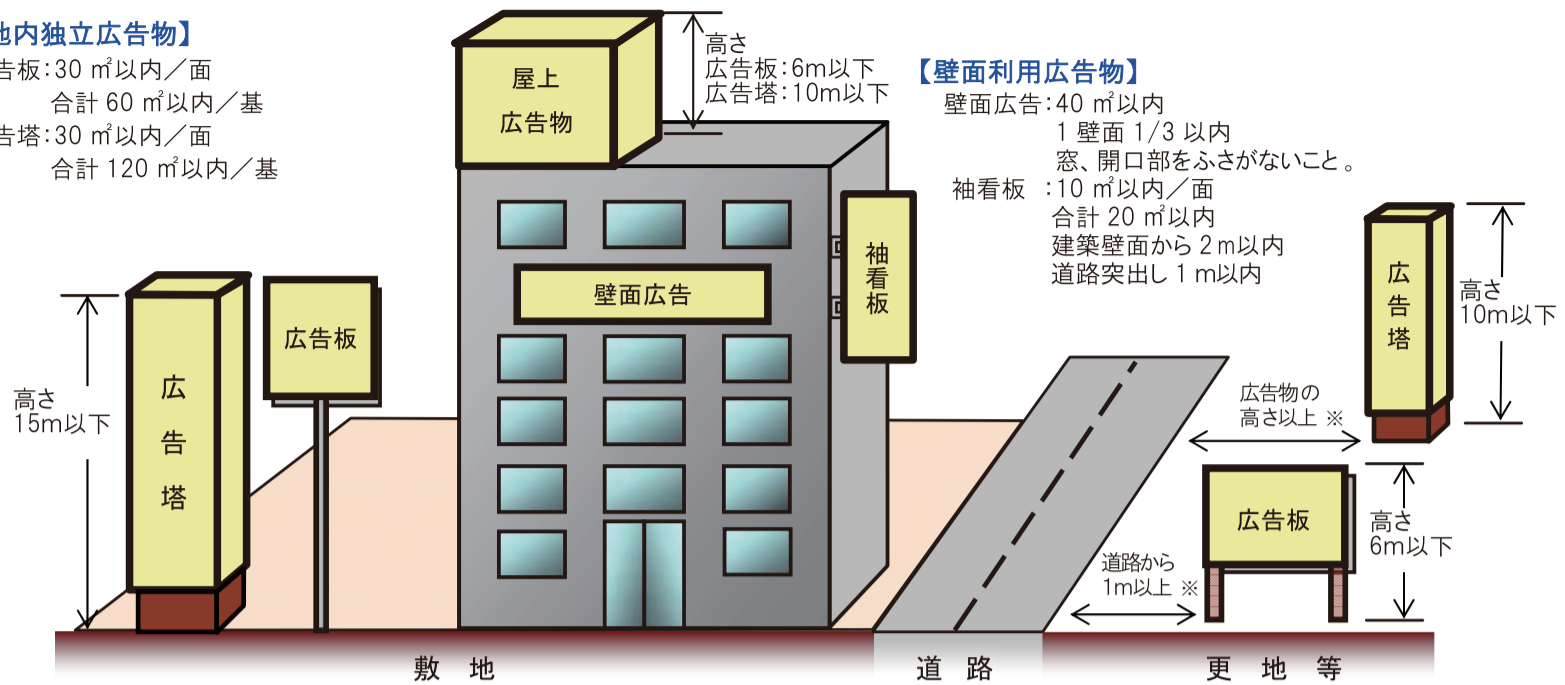 地内独立広告物】
告板：30 ㎡以内／面
合計 60 ㎡以内／基
告塔：30 ㎡以内／面
合計 120 ㎡以内／基
屋上
広告物
高さ
広告板：6m以下
広告塔：10m以下
【壁面利用広告物】
壁面広告：40 ㎡以内
1 壁面 1/3 以内
窓、開口部をふさがないこと。
袖看板 ：10 ㎡以内／面
合計 20 ㎡以内
建築壁面から 2ｍ以内
道路突出し 1ｍ以内
袖看板
壁面広告
広告板
広告塔
高さ
15m以下
広告塔
高さ
10m以下
広告物の
高さ以上 ※
広告板
高さ
6m以下
道路から
1m以上 ※
敷 地
道 路
更 地 等